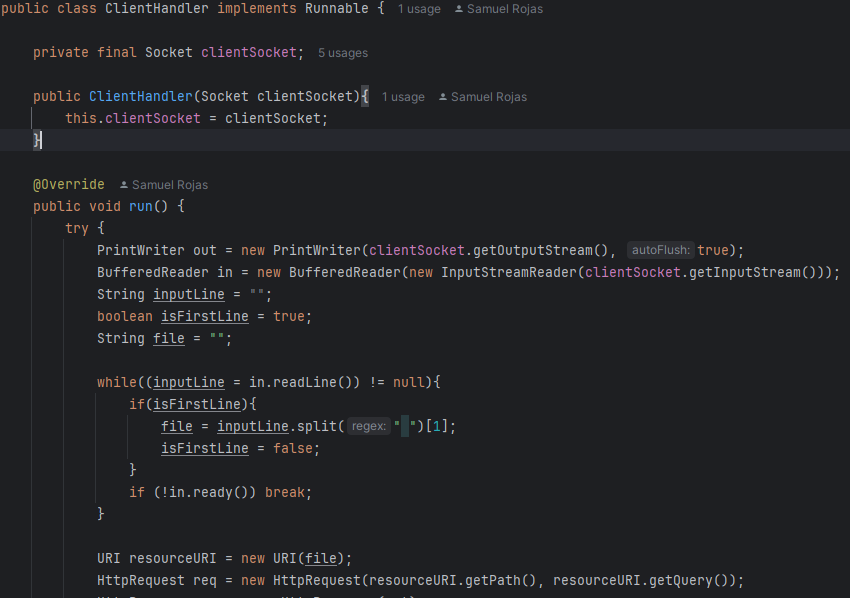 public class ClientHandler implements Runnable { 1 usage Samuel Rojas
private final Socket clientSocket; 5 usages
public ClientHandler(Socket clientSocket){ 1 usage Samuel Rojas
this.clientSocket = clientSocket;
}
@Override Samuel Rojas
public void run() {
try {
PrintWriter out = new PrintWriter(clientSocket.getOutputStream(), autoFlush: true);
BufferedReader in = new BufferedReader(new InputStreamReader(clientSocket.getInputStream()));
String inputLine = "";
boolean isFirstLine = true;
String file = "";
while((inputLine = in.readLine()) != null){
if(isFirstLine){
file = inputLine.split( regex: " ")[1];
isFirstLine = false;
}
if (!in.ready()) break;
}
URI resourceURI = new URI(file);
HttpRequest req = new HttpRequest(resourceURI.getPath(), resourceURI.getQuery());